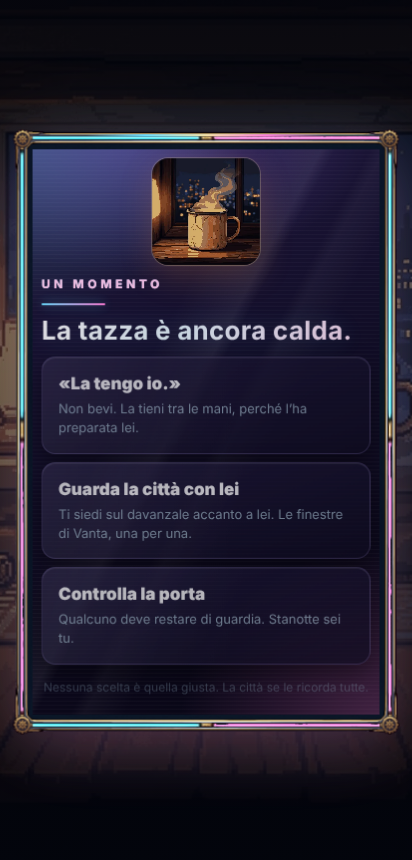 UN MOMENTO
La tazza è ancora calda.
«La tengo io.»
Non bevi. La tieni tra le mani, perché l'ha
preparata lei.
Guarda la città con lei
Ti siedi sul davanzale accanto a lei. Le finestre
di Vanta, una per una.
Controlla la porta
Qualcuno deve restare di guardia. Stanotte sei
tu.
Nessuna scelta è quella giusta. La città se le ricorda tutte.